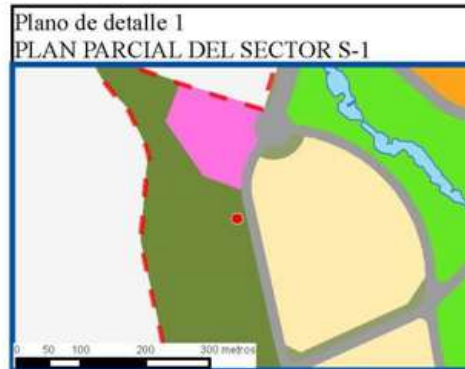 Plano de detalle 1
PLAN PARCIAL DEL SECTOR S-1
0 50 100 200 300 metros